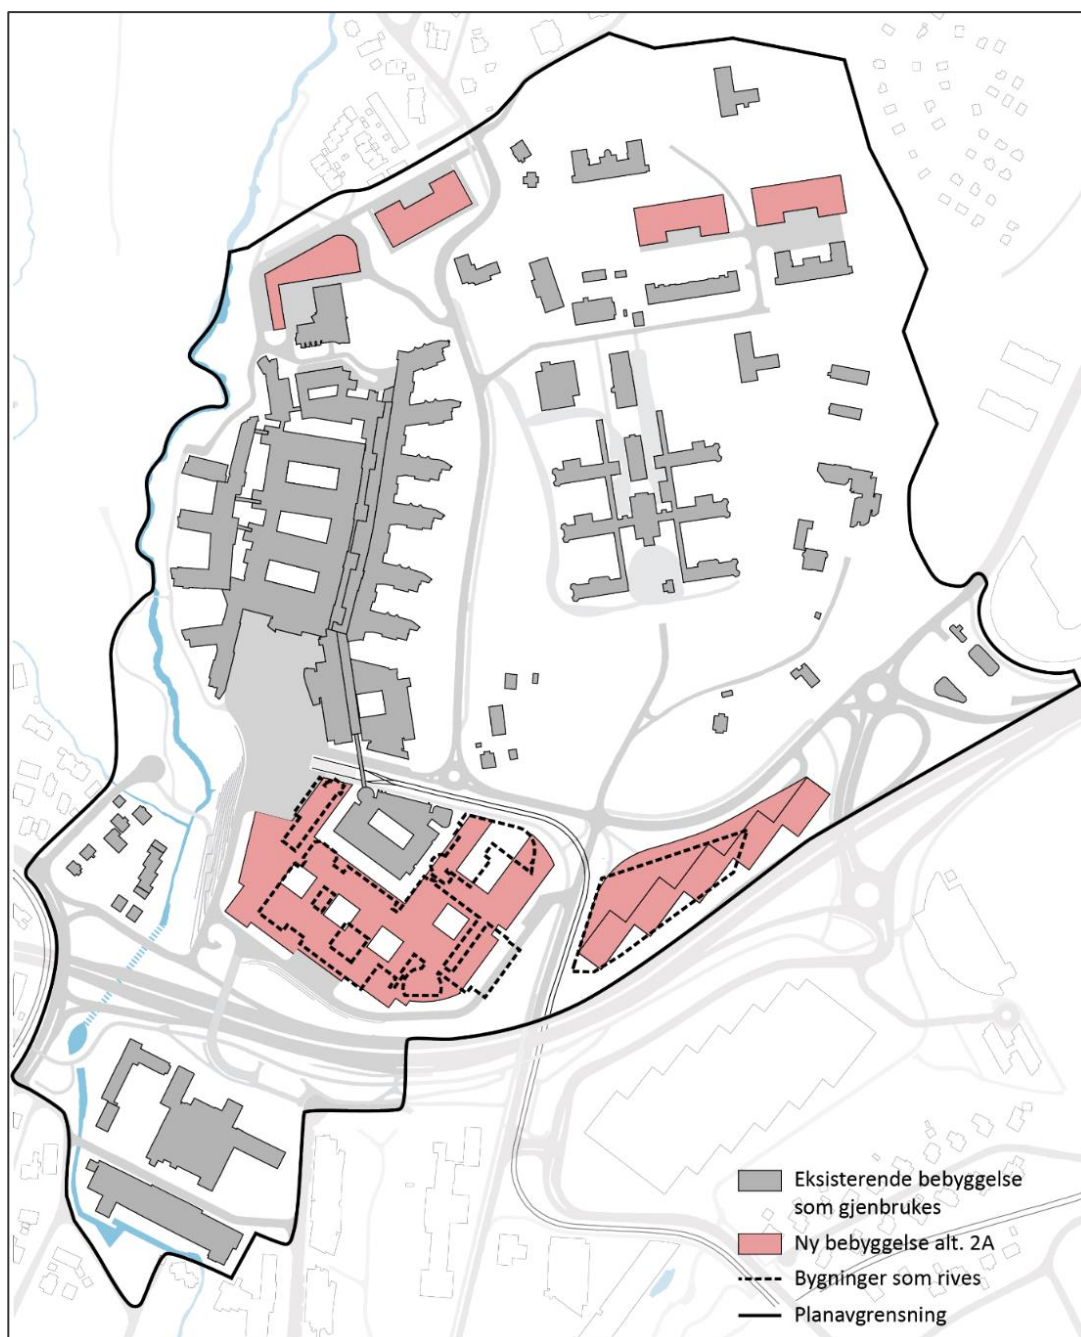 Eksisterende bebyggelse
som gjenbrukes
Ny bebyggelse alt. 2A
Bygninger som rives
Planavgrensning